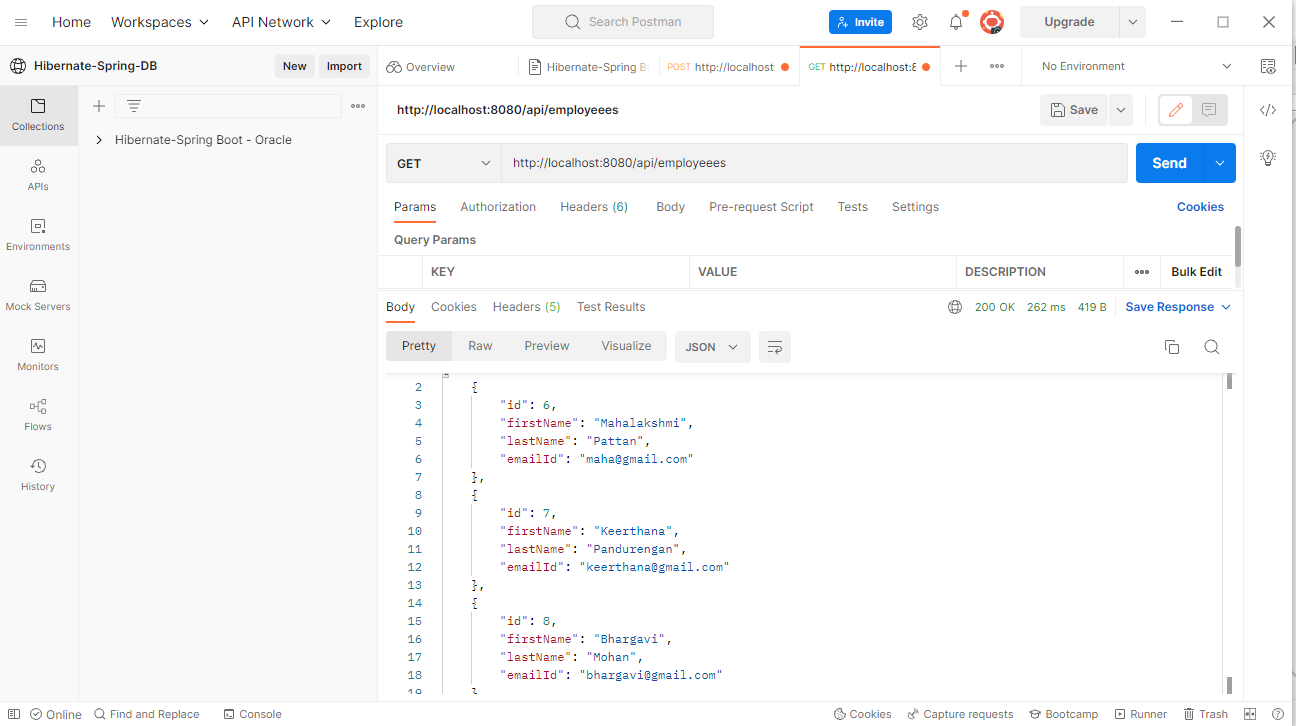 Home Workspaces API Network Explore Search Postman Invite Upgrade
Hibernate-Spring-DB New Import Overview Hibernate-Spring B POST http://localhost GET http://localhost:8 No Environment
http://localhost:8080/api/employeees Save
Collections
Hibernate-Spring Boot - Oracle
GET http://localhost:8080/api/employeees Send
APIs
Params Authorization Headers (6) Body Pre-request Script Tests Settings Cookies
Query Params
Environments
KEY VALUE DESCRIPTION Bulk Edit
Mock Servers
Body Cookies Headers (5) Test Results 200 OK 262 ms 419 B Save Response
Pretty Raw Preview Visualize JSON
Monitors
Flows
History
2 {
3 "id": 6,
4 "firstName": "Mahalakshmi",
5 "lastName": "Pattan",
6 "emailId": "maha@gmail.com"
7 },
8 {
9 "id": 7,
10 "firstName": "Keerthana",
11 "lastName": "Pandurengan",
12 "emailId": "keerthana@gmail.com"
13 },
14 {
15 "id": 8,
16 "firstName": "Bhargavi",
17 "lastName": "Mohan",
18 "emailId": "bhargavi@gmail.com"
19 }
Online Find and Replace Console Cookies Capture requests Bootcamp Runner Trash